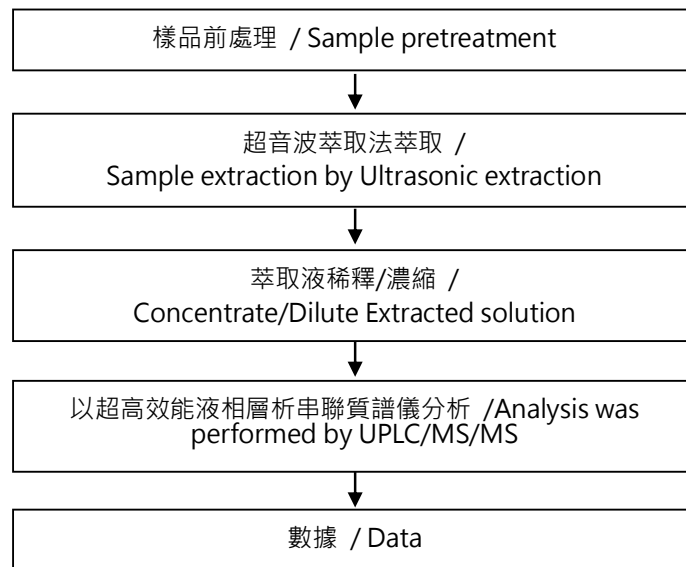 樣品前處理 / Sample pretreatment
超音波萃取法萃取 /
Sample extraction by Ultrasonic extraction
萃取液稀釋/濃縮 /
Concentrate/Dilute Extracted solution
以超高效能液相層析串聯質譜儀分析 /Analysis was
performed by UPLC/MS/MS
數據 / Data